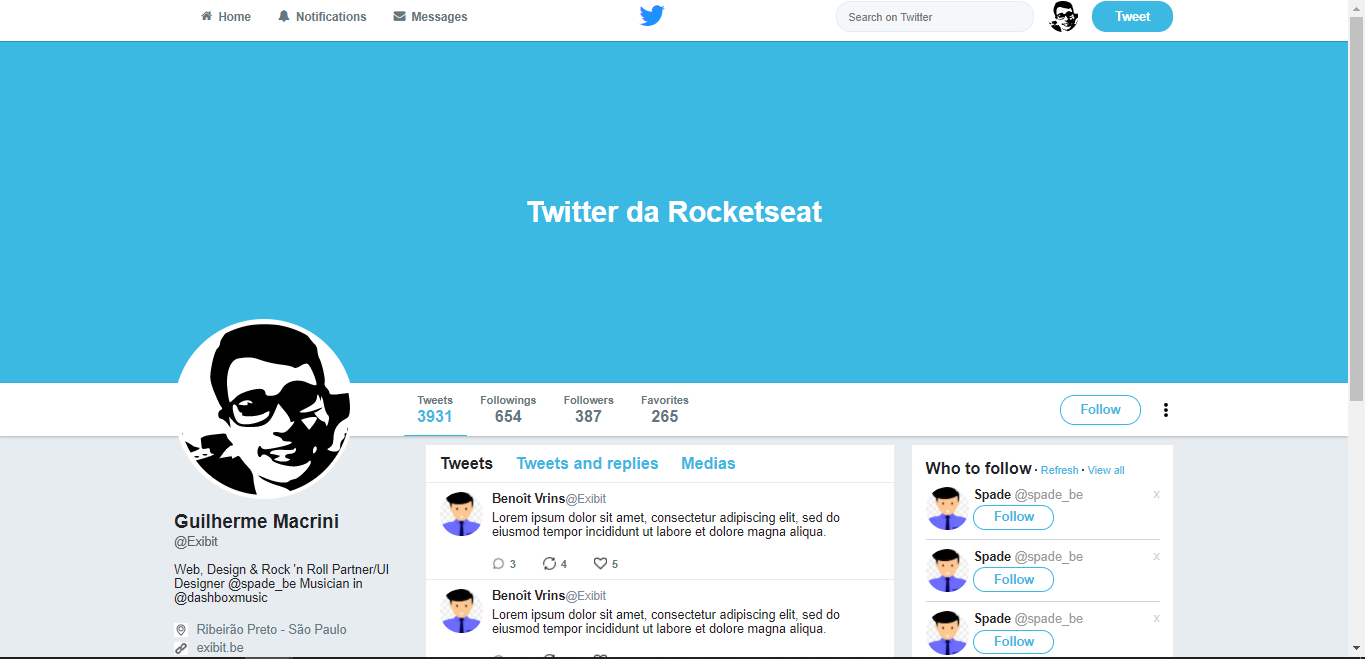 Home Notifications Messages Search on Twitter Tweet
Twitter da Rocketseat
Tweets Followings Followers Favorites
3931 654 387 265
Follow
Guilherme Macrini
@Exibit
Web, Design & Rock 'n Roll Partner/UI
Designer @spade_be Musician in
@dashboxmusic
Ribeirão Preto - São Paulo
exibit.be
Tweets Tweets and replies Medias
Benoît Vrins@Exibit
Lorem ipsum dolor sit amet, consectetur adipiscing elit, sed do
eiusmod tempor incididunt ut labore et dolore magna aliqua.
3 4 5
Benoît Vrins@Exibit
Lorem ipsum dolor sit amet, consectetur adipiscing elit, sed do
eiusmod tempor incididunt ut labore et dolore magna aliqua.
Who to follow · Refresh · View all
Spade @spade_be x
Follow
Spade @spade_be x
Follow
Spade @spade_be x
Follow